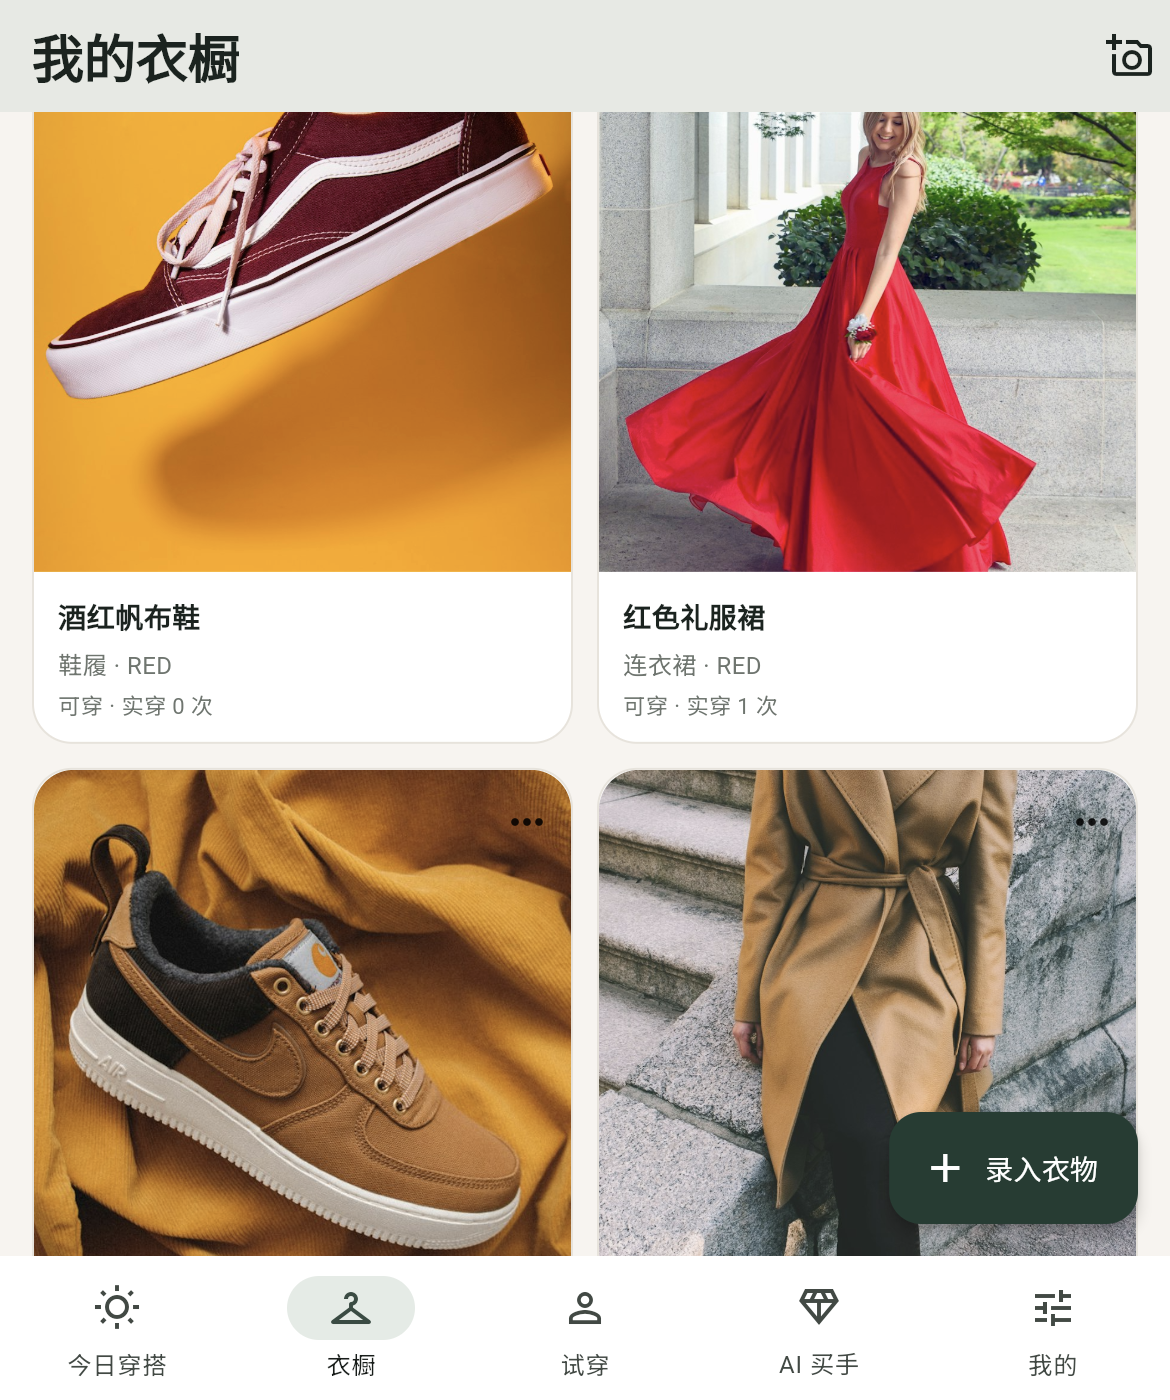 我的衣橱
酒红帆布鞋
鞋履 · RED
可穿 · 实穿 0 次
红色礼服裙
连衣裙 · RED
可穿 · 实穿 1 次
AIR
录入衣物
今日穿搭
衣橱
试穿
AI 买手
我的